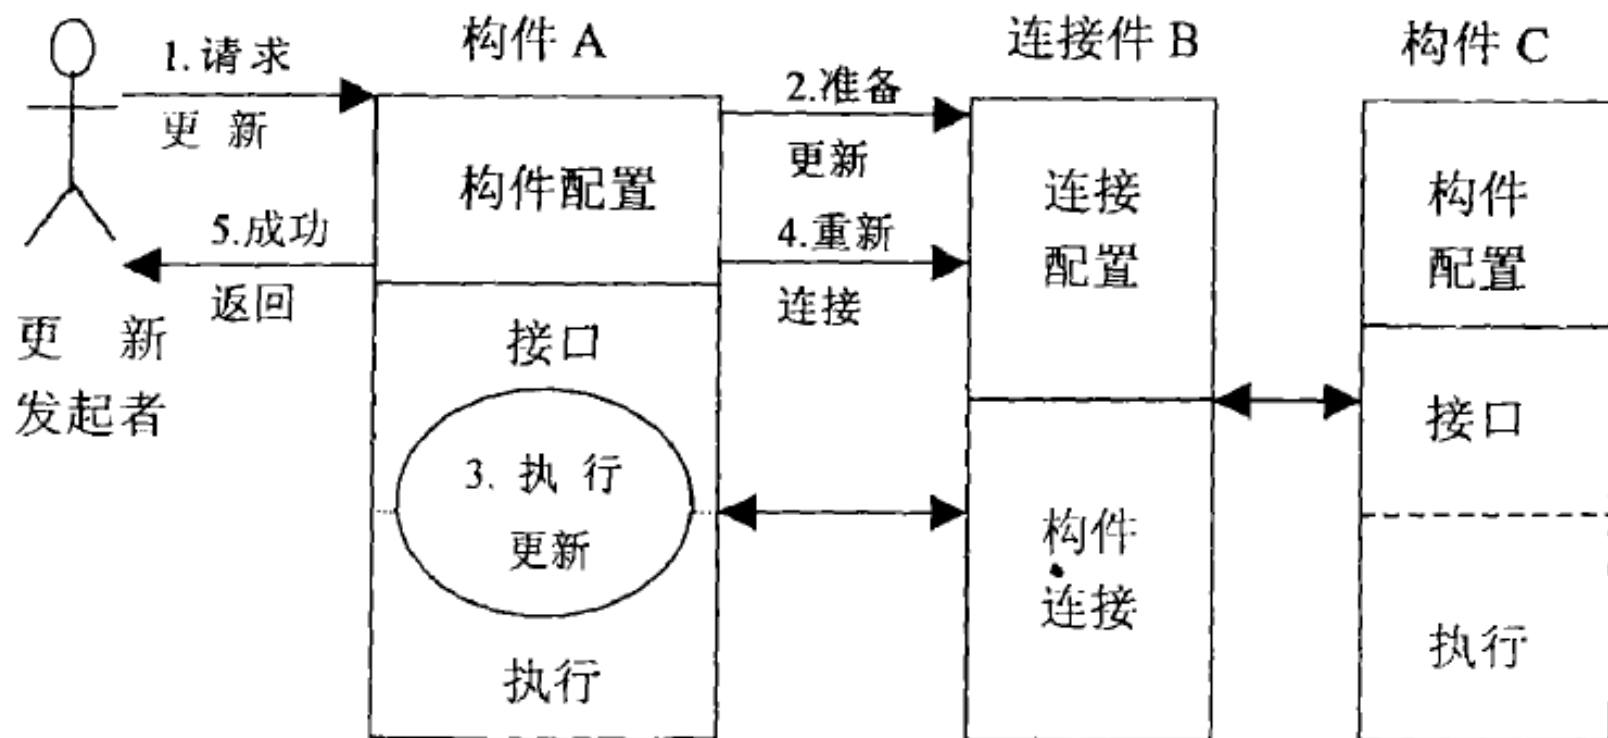 构件 A
连接件 B
构件 C
1.请求
更 新
2.准备
更新
构件配置
连接
配置
构件
配置
5.成功
返回
4.重新
连接
更 新
发起者
接口
3. 执 行
更新
执行
构件
连接
接口
执行